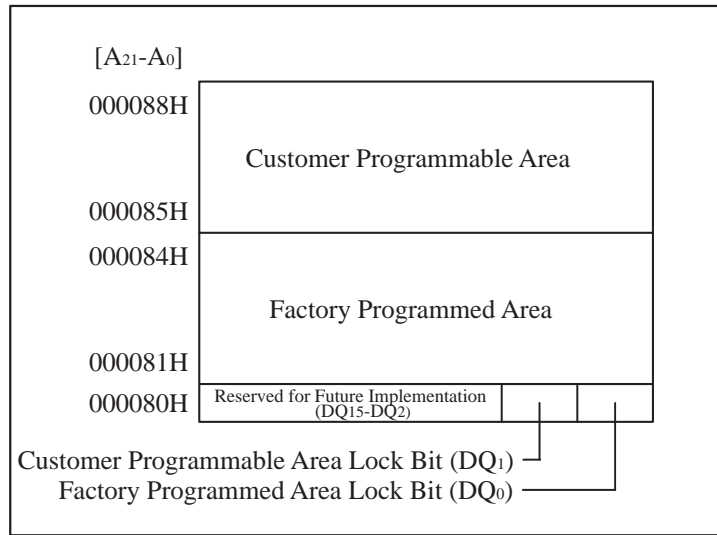 [A21-A0]
000088H
Customer Programmable Area
000085H
000084H
Factory Programmed Area
000081H
000080H
Reserved for Future Implementation
(DQ15-DQ2)
Customer Programmable Area Lock Bit (DQ1)
Factory Programmed Area Lock Bit (DQ0)